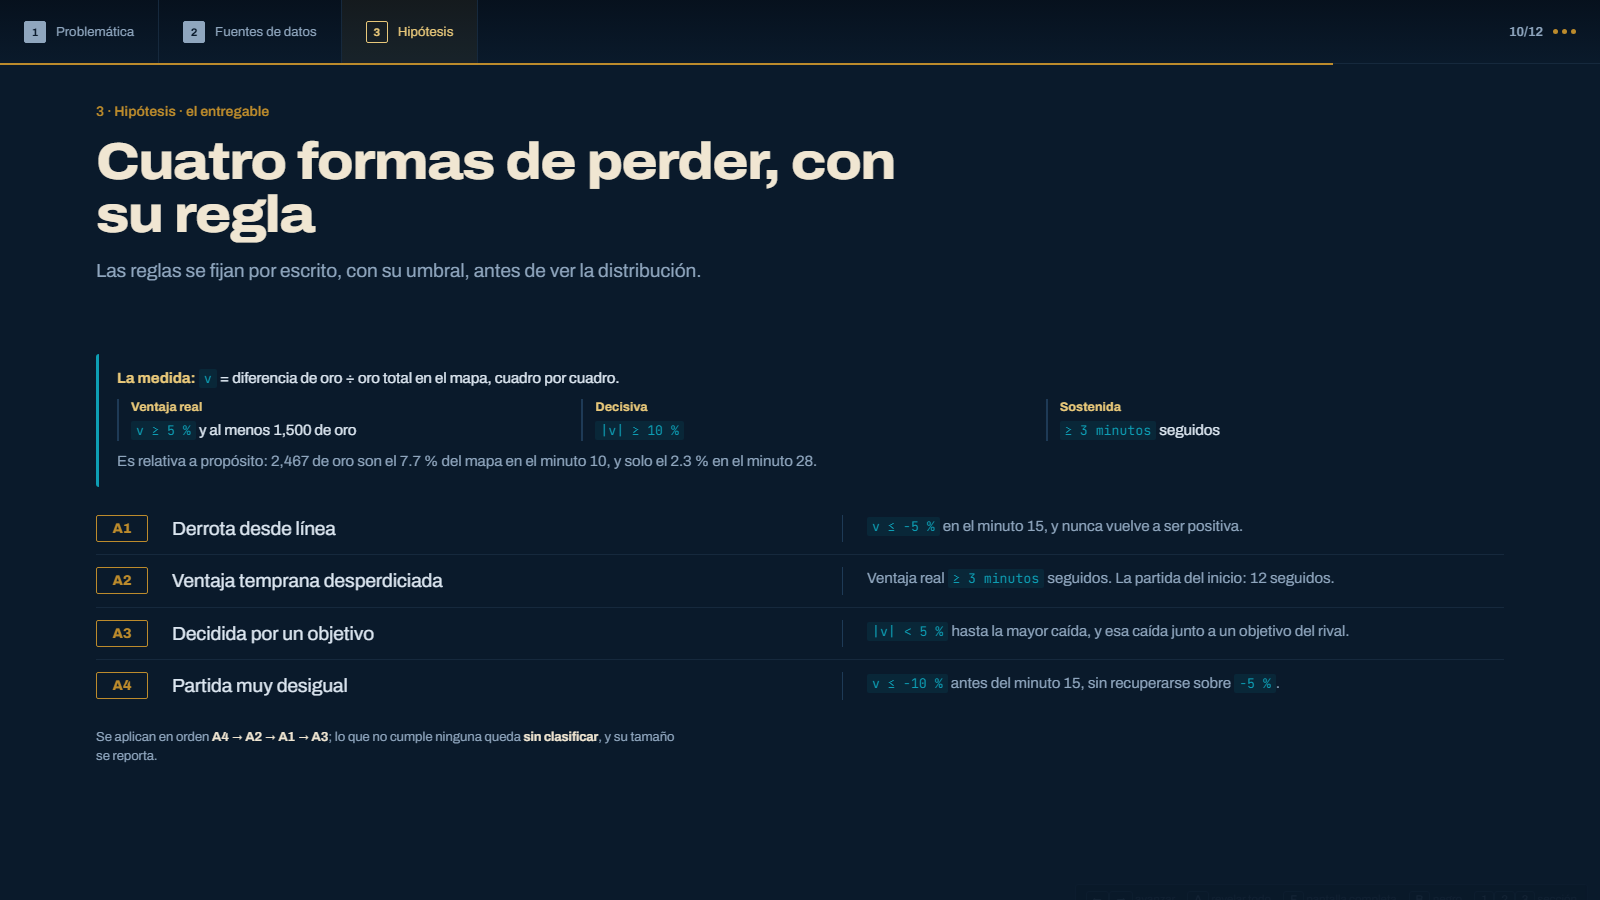 1 Problemática
2 Fuentes de datos
3 Hipótesis
10/12
3 · Hipótesis · el entregable
Cuatro formas de perder, con
su regla
Las reglas se fijan por escrito, con su umbral, antes de ver la distribución.
La medida: v = diferencia de oro ÷ oro total en el mapa, cuadro por cuadro.
Ventaja real
v ≥ 5 % y al menos 1,500 de oro
Decisiva
|v| ≥ 10 %
Sostenida
≥ 3 minutos seguidos
Es relativa a propósito: 2,467 de oro son el 7.7 % del mapa en el minuto 10, y solo el 2.3 % en el minuto 28.
A1 Derrota desde línea v ≤ -5 % en el minuto 15, y nunca vuelve a ser positiva.
A2 Ventaja temprana desperdiciada Ventaja real ≥ 3 minutos seguidos. La partida del inicio: 12 seguidos.
A3 Decidida por un objetivo |v| < 5 % hasta la mayor caída, y esa caída junto a un objetivo del rival.
A4 Partida muy desigual v ≤ -10 % antes del minuto 15, sin recuperarse sobre -5 %.
Se aplican en orden A4 → A2 → A1 → A3; lo que no cumple ninguna queda sin clasificar, y su tamaño
se reporta.